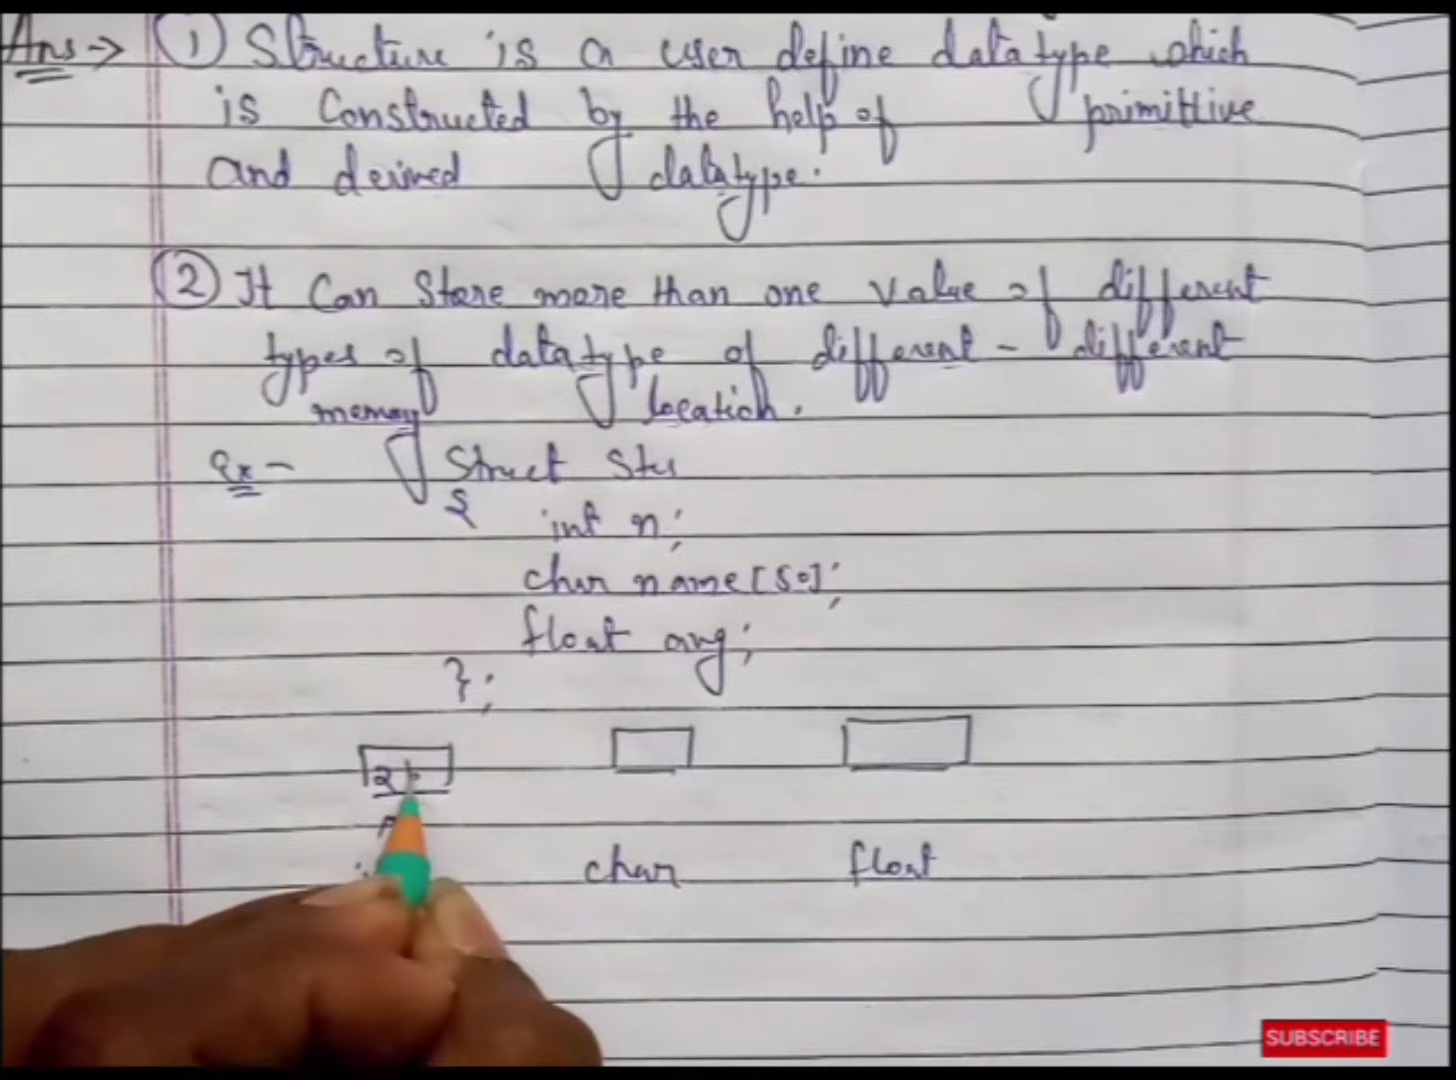 Ans → ① Structure is a user define datatype which
is Constructed by the help of primittive
and derived datatype.
② It Can Store more than one value of different
types of datatype of different - different
memory location.
ex - Struct Stu
{
int n;
char name[50];
float avg;
};
2 b
char float
SUBSCRIBE